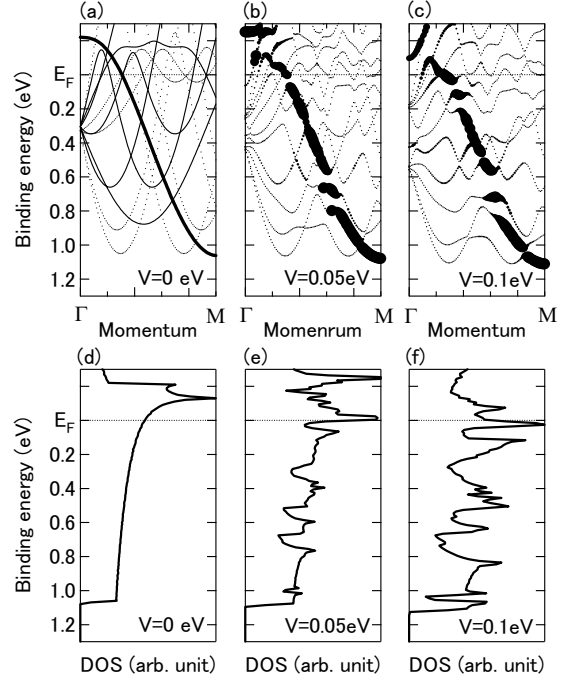 (a) (b) (c)
Binding energy (eV)
E_F
0.2
0.4
0.6
0.8
1.0
1.2
V=0 eV V=0.05eV V=0.1eV
Γ M Γ M Γ M
Momentum Momenrum Momentum
(d) (e) (f)
Binding energy (eV)
E_F
0.2
0.4
0.6
0.8
1.0
1.2
V=0 eV V=0.05eV V=0.1eV
DOS (arb. unit) DOS (arb. unit) DOS (arb. unit)